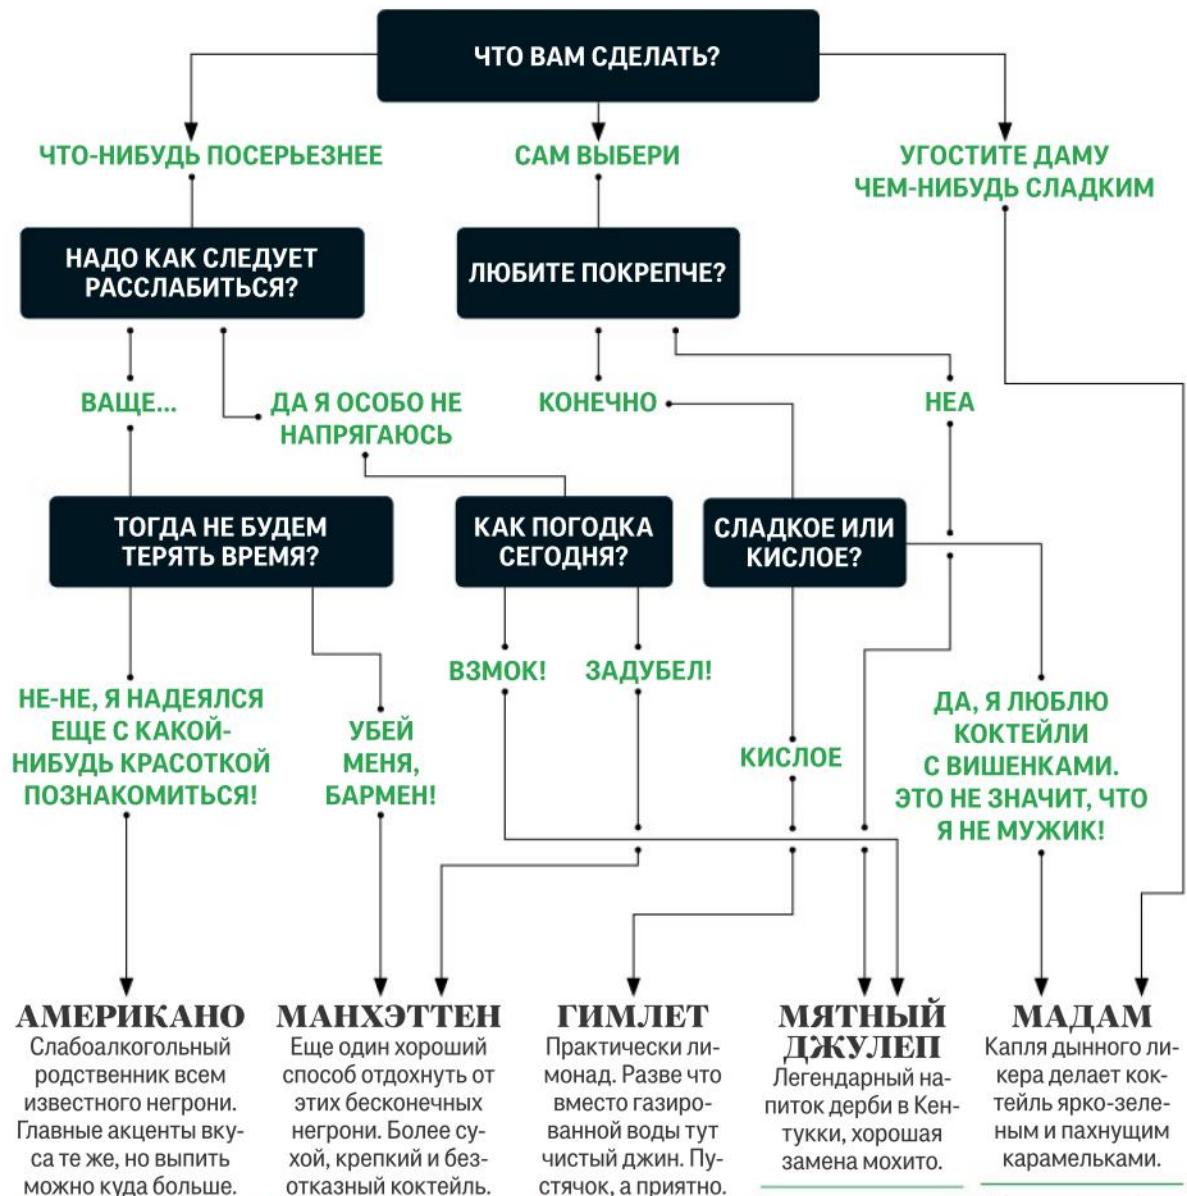 ЧТО ВАМ СДЕЛАТЬ?
ЧТО-НИБУДЬ ПОСЕРЬЕЗНЕЕ
САМ ВЫБЕРИ
УГОСТИТЕ ДАМУ
ЧЕМ-НИБУДЬ СЛАДКИМ
НАДО КАК СЛЕДУЕТ
РАССЛАБИТЬСЯ?
ЛЮБИТЕ ПОКРЕПЧЕ?
ВАЩЕ...
ДА Я ОСОБО НЕ
НАПРЯГАЮСЬ
КОНЕЧНО
НЕА
ТОГДА НЕ БУДЕМ
ТЕРЯТЬ ВРЕМЯ?
КАК ПОГОДКА
СЕГОДНЯ?
СЛАДКОЕ ИЛИ
КИСЛОЕ?
НЕ-НЕ, Я НАДЕЯЛСЯ
ЕЩЕ С КАКОЙ-
НИБУДЬ КРАСОТКОЙ
ПОЗНАКОМИТЬСЯ!
УБЕЙ
МЕНЯ,
БАРМЕН!
ВЗМОК!
ЗАДУБЕЛ!
КИСЛОЕ
ДА, Я ЛЮБЛЮ
КОКТЕЙЛИ
С ВИШЕНКАМИ.
ЭТО НЕ ЗНАЧИТ, ЧТО
Я НЕ МУЖИК!
АМЕРИКАНО
Слабоалкогольный
родственник всем
известного негрони.
Главные акценты вку-
са те же, но выпить
можно куда больше.
МАНХЭТТЕН
Еще один хороший
способ отдохнуть от
этих бесконечных
негрони. Более су-
хой, крепкий и без-
отказный коктейль.
ГИМЛЕТ
Практически ли-
монад. Разве что
вместо газиро-
ванной воды тут
чистый джин. Пу-
стячок, а приятно.
МЯТНЫЙ
ДЖУЛЕП
Легендарный на-
питок дерби в Кен-
тукки, хорошая
замена мохито.
МАДАМ
Капля дынного ли-
кера делает кок-
тейль ярко-зеле-
ным и пахнущим
карамельками.